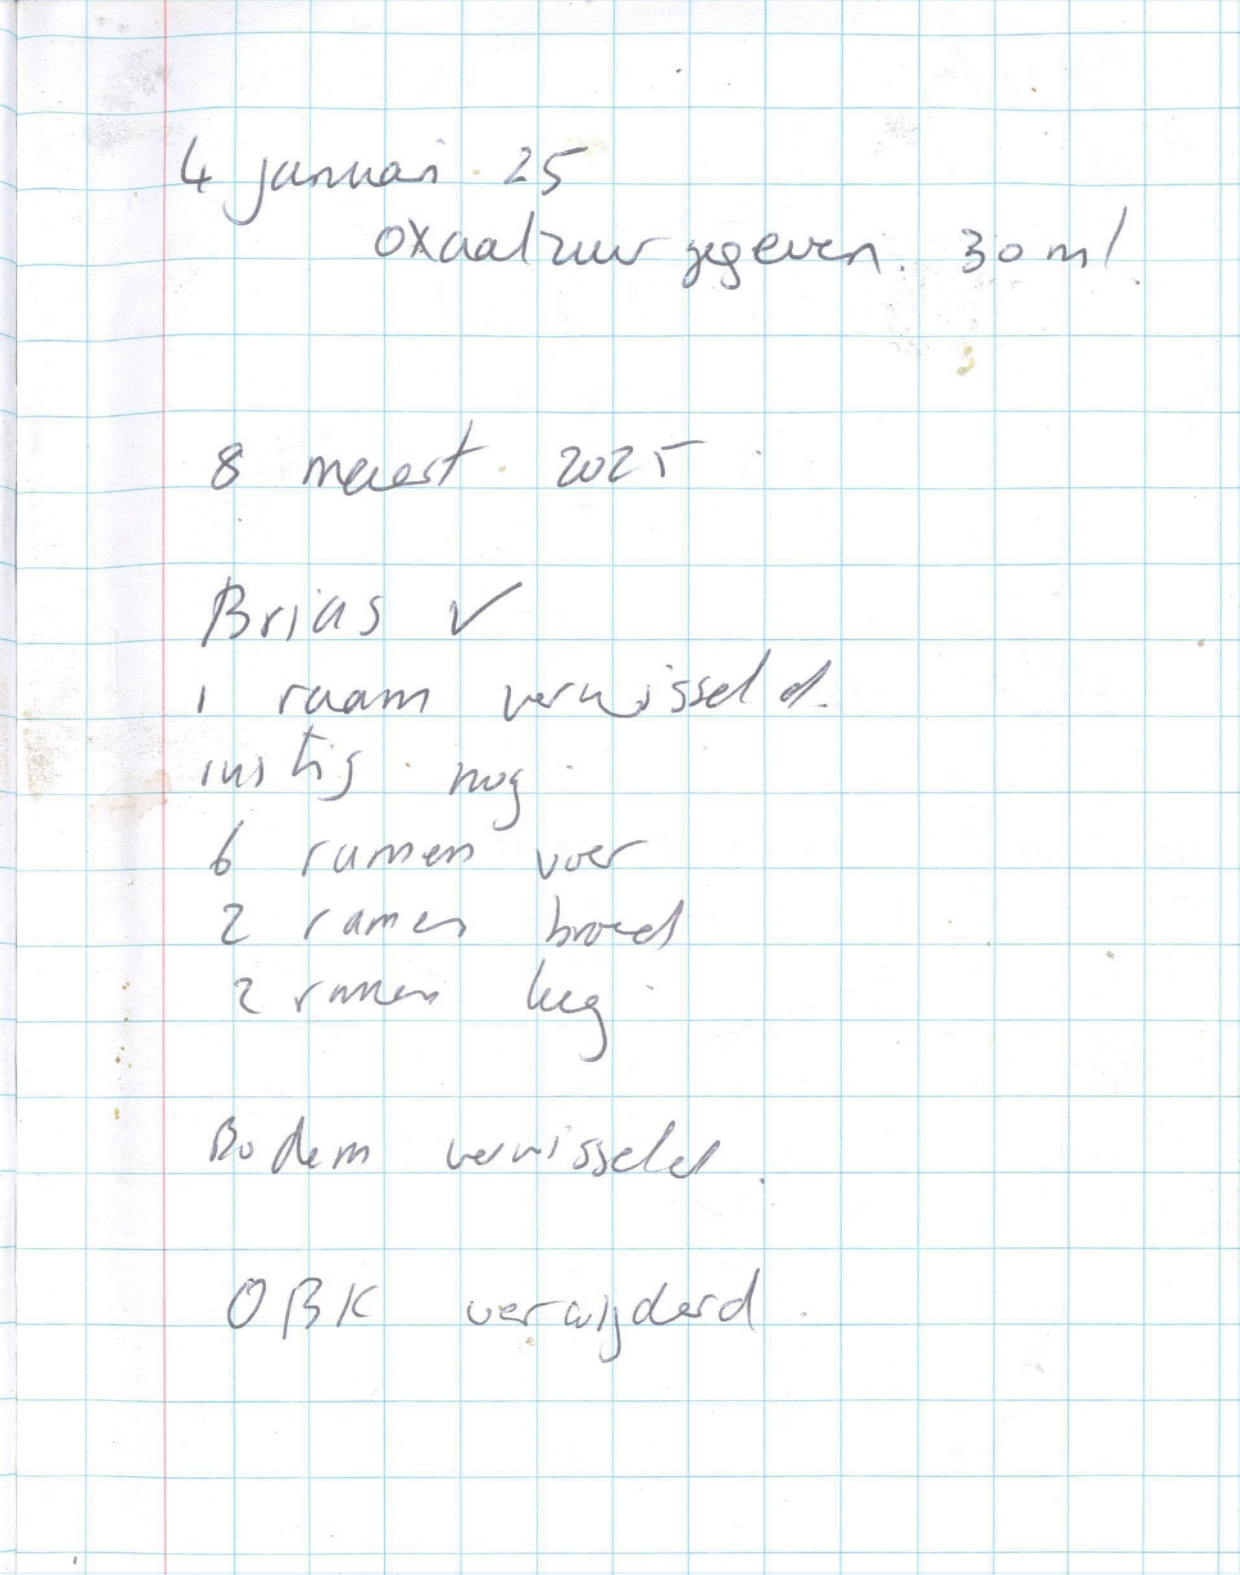 4 januari 25
oxaalzuur gegeven. 30 ml.
8 maart 2025
Brias ✓
1 raam verwisseld.
rustig nog
6 ramen voer
2 ramen broed
2 ramen leeg
Bodem verwisseld.
OBK verwijderd.